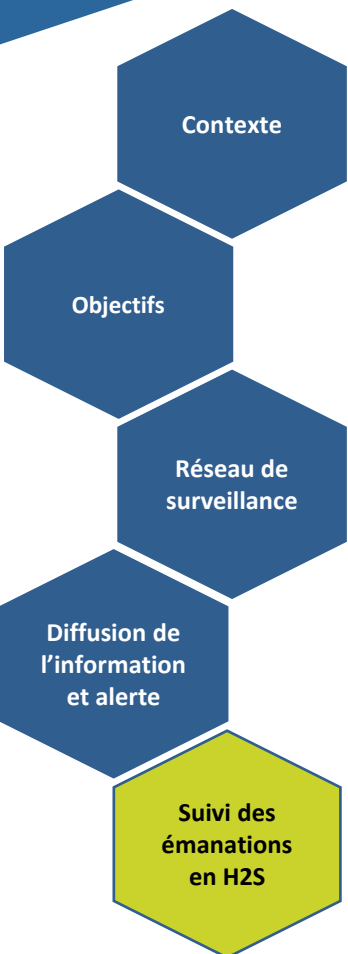 Contexte
Objectifs
Réseau de
surveillance
Diffusion de
l’information
et alerte
Suivi des
émanations
en H2S